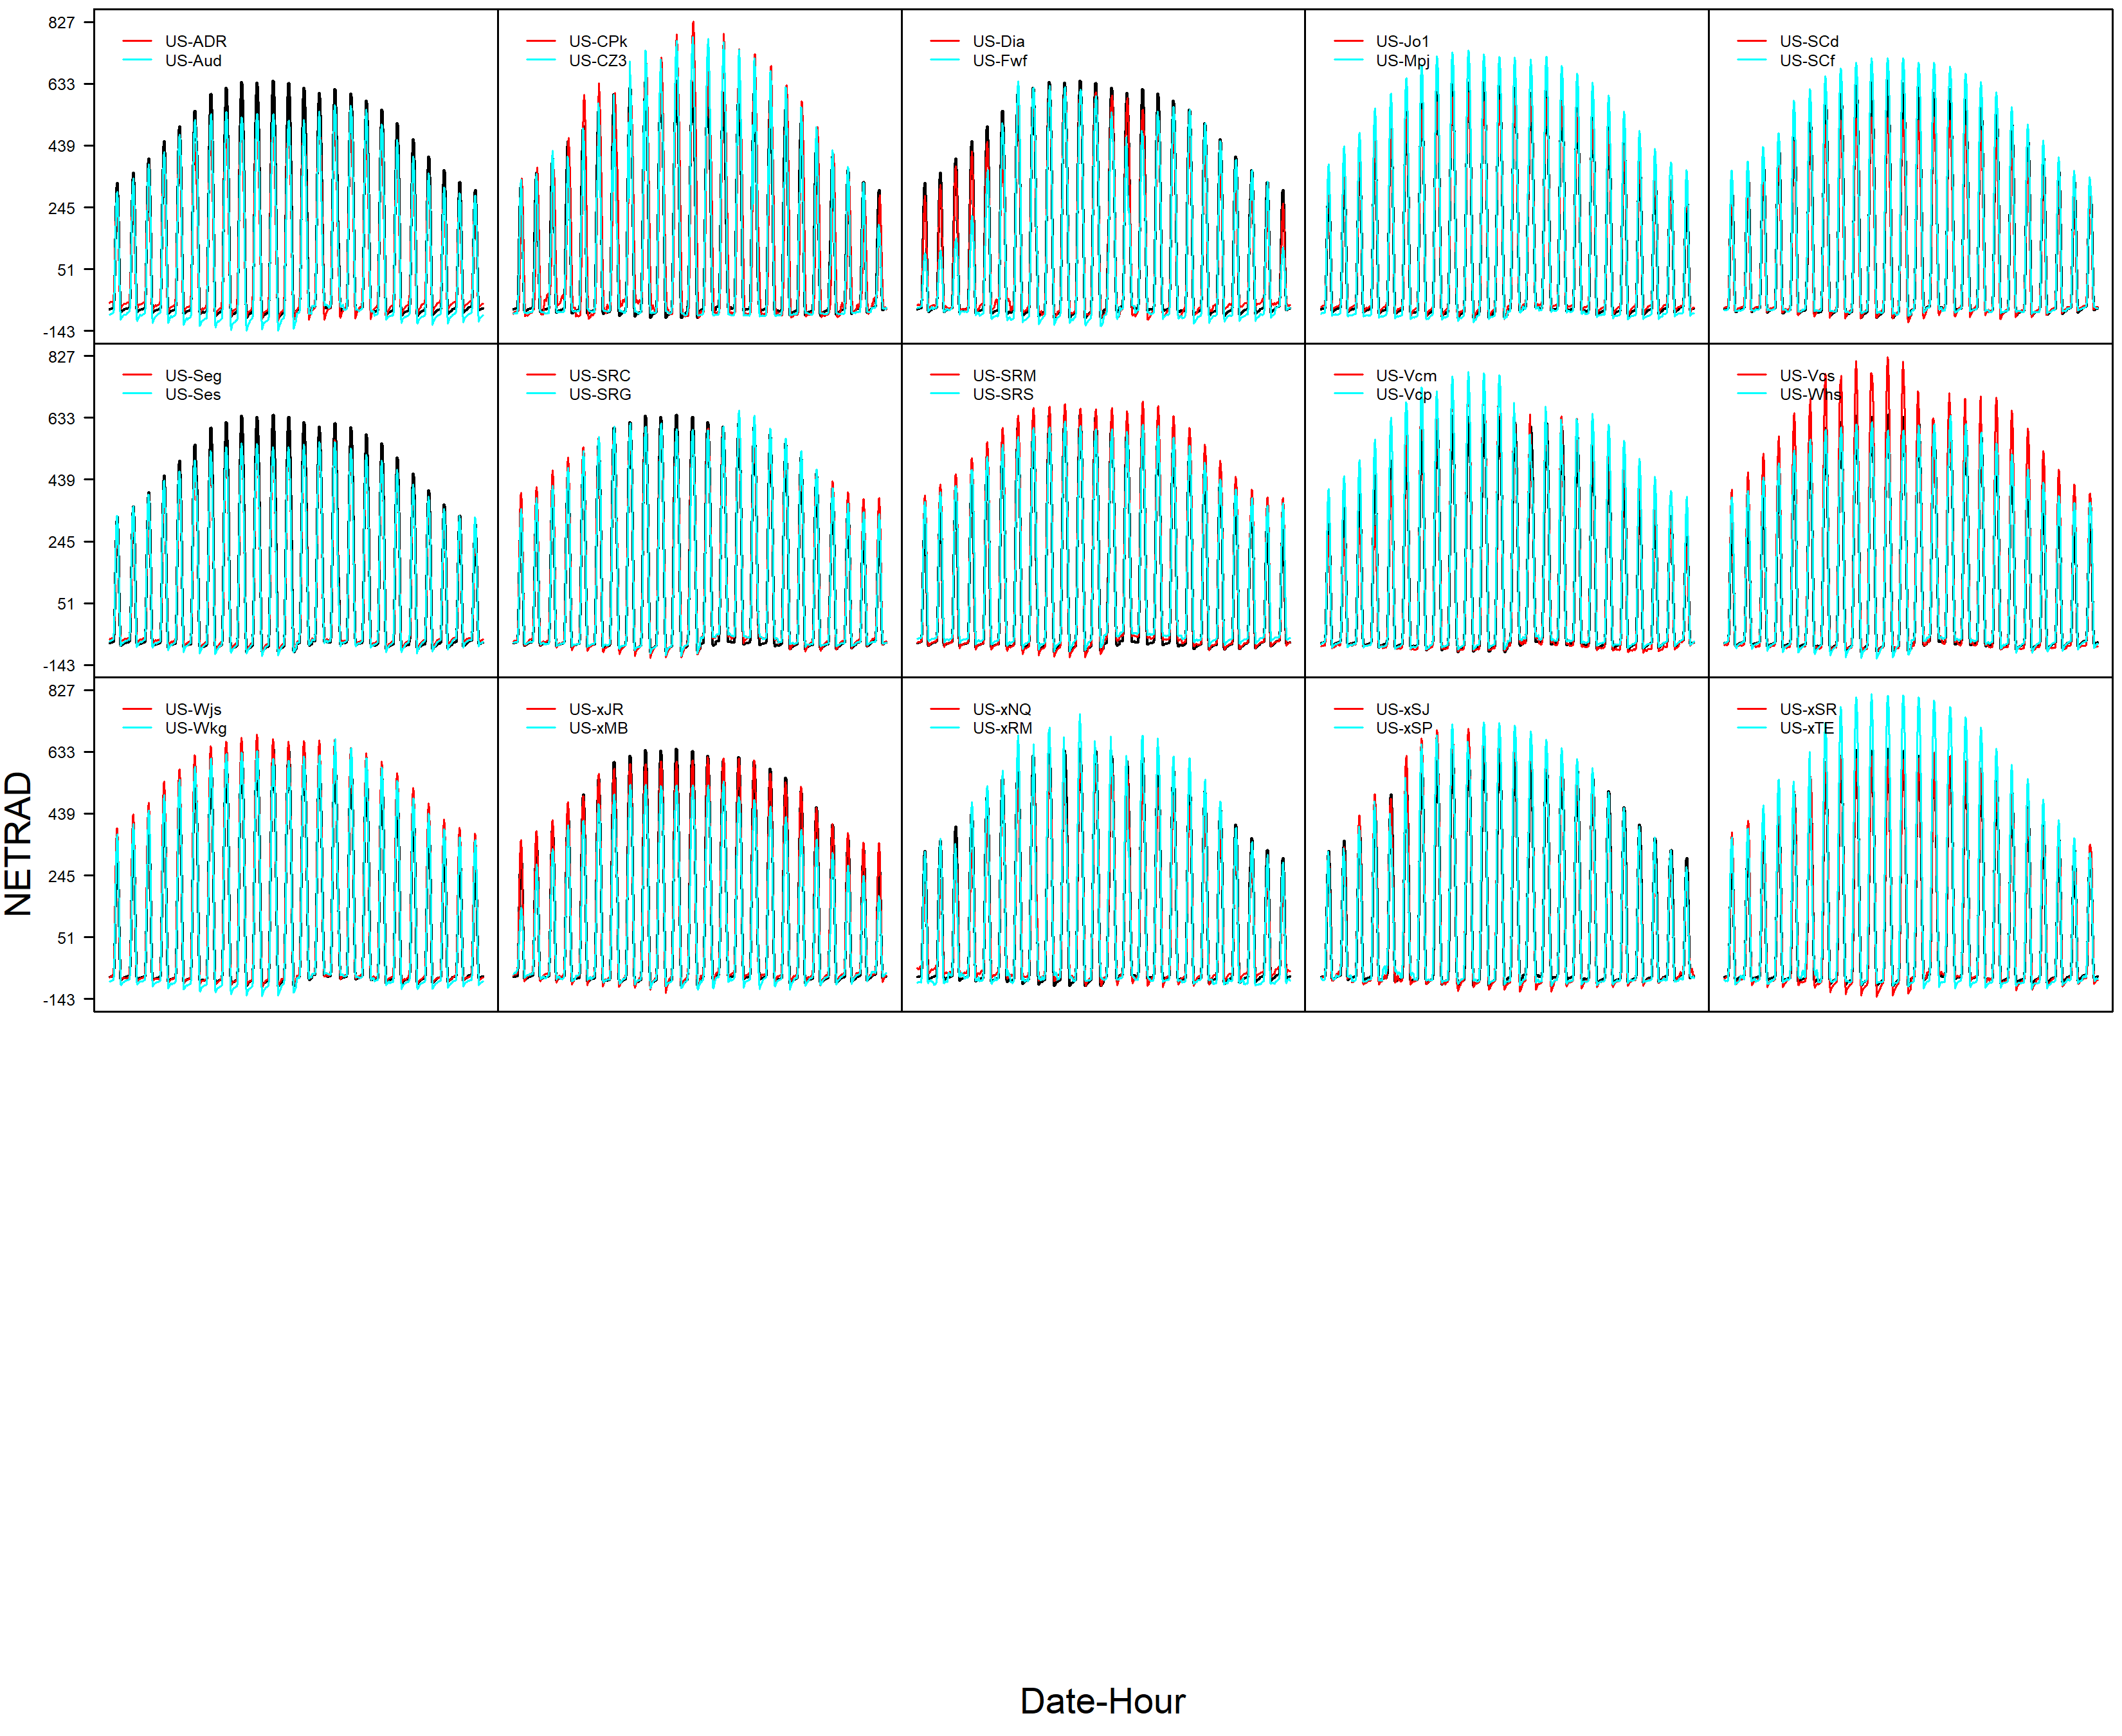 827
633
439
245
51
-143
US-ADR
US-Aud
US-CPk
US-CZ3
US-Dia
US-Fwf
US-Jo1
US-Mpj
US-SCd
US-SCf
827
633
439
245
51
-143
US-Seg
US-Ses
US-SRC
US-SRG
US-SRM
US-SRS
US-Vcm
US-Vcp
US-Vcs
US-Whs
827
633
439
245
51
-143
US-Wjs
US-Wkg
US-xJR
US-xMB
US-xNQ
US-xRM
US-xSJ
US-xSP
US-xSR
US-xTE
NETRAD
Date-Hour